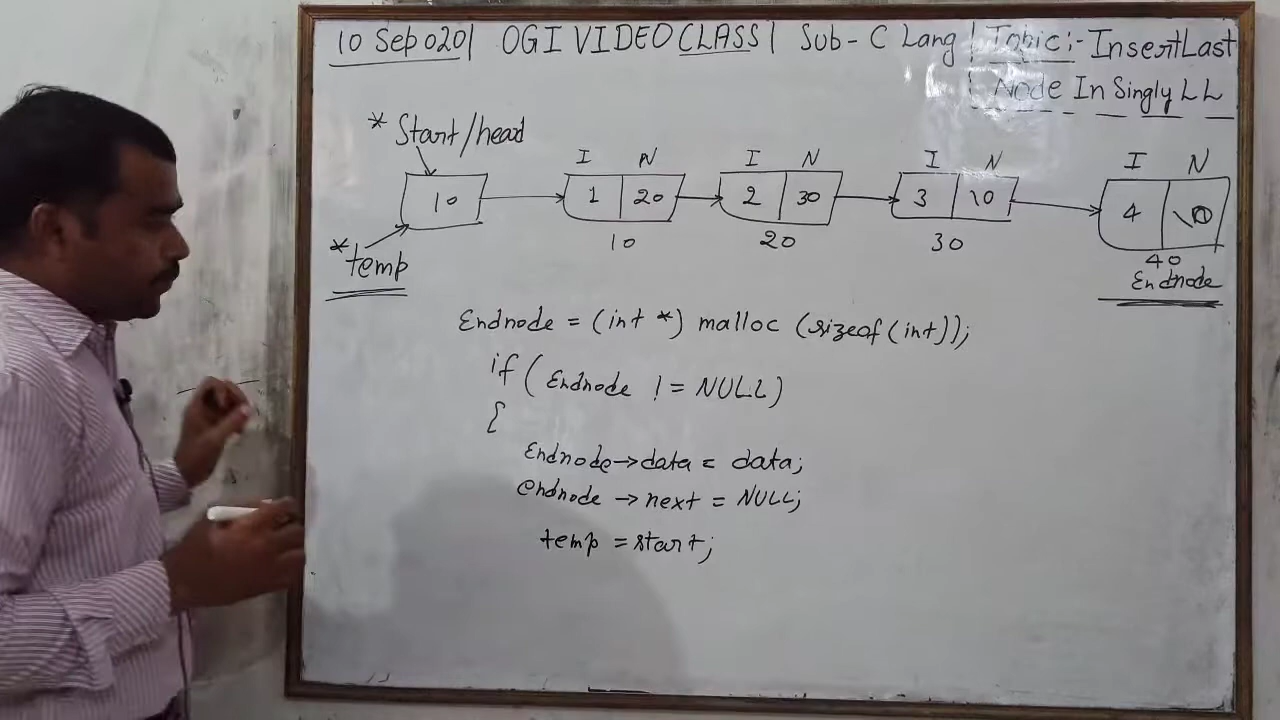 10 Sep 020 | OGI VIDEO CLASS | Sub - C Lang | Topic :- Insert Last
Node In Singly LL
* Start/head
I N I N I N I N
10 1 20 2 30 3 10 4 10
10 20 30 40
* temp
Endnode
Endnode = (int *) malloc (sizeof (int));
if ( Endnode != NULL)
{
Endnode → data = data;
endnode → next = NULL;
temp = start;